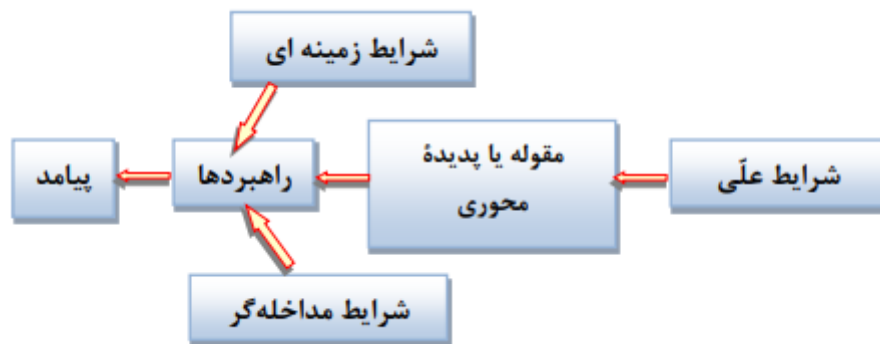 شرایط زمینه ای
شرایط علّی
مقوله یا پدیدهٔ
محوری
راهبردها
پیامد
شرایط مداخله‌گر